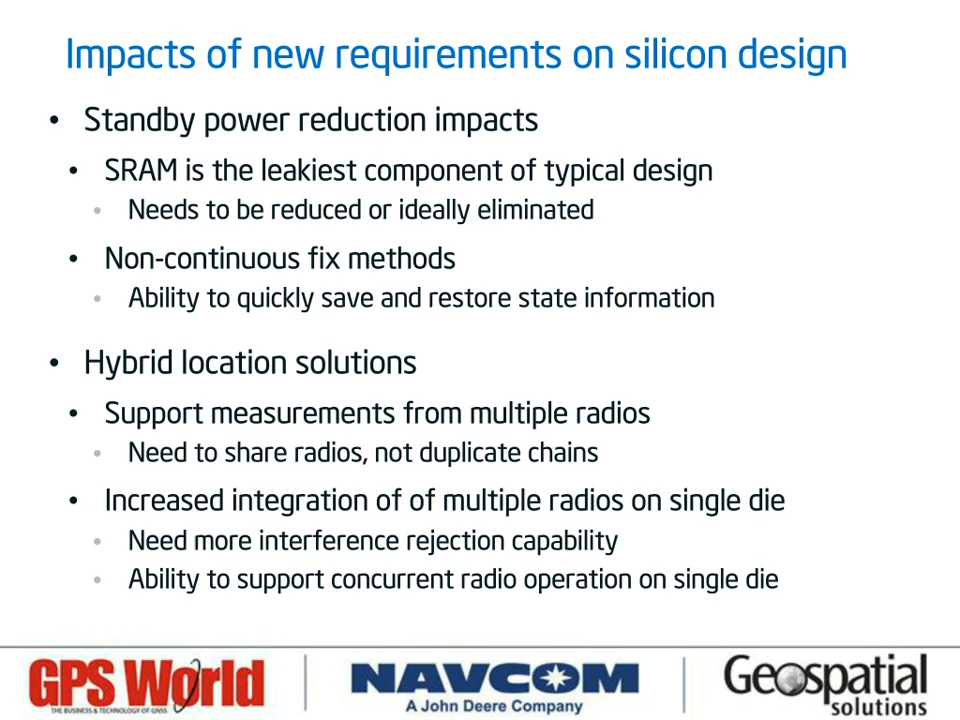 Impacts of new requirements on silicon design
• Standby power reduction impacts
• SRAM is the leakiest component of typical design
• Needs to be reduced or ideally eliminated
• Non-continuous fix methods
• Ability to quickly save and restore state information
• Hybrid location solutions
• Support measurements from multiple radios
• Need to share radios, not duplicate chains
• Increased integration of of multiple radios on single die
• Need more interference rejection capability
• Ability to support concurrent radio operation on single die
GPS World
THE BUSINESS & TECHNOLOGY OF GNSS
NAVCOM
A John Deere Company
Geospatial
solutions